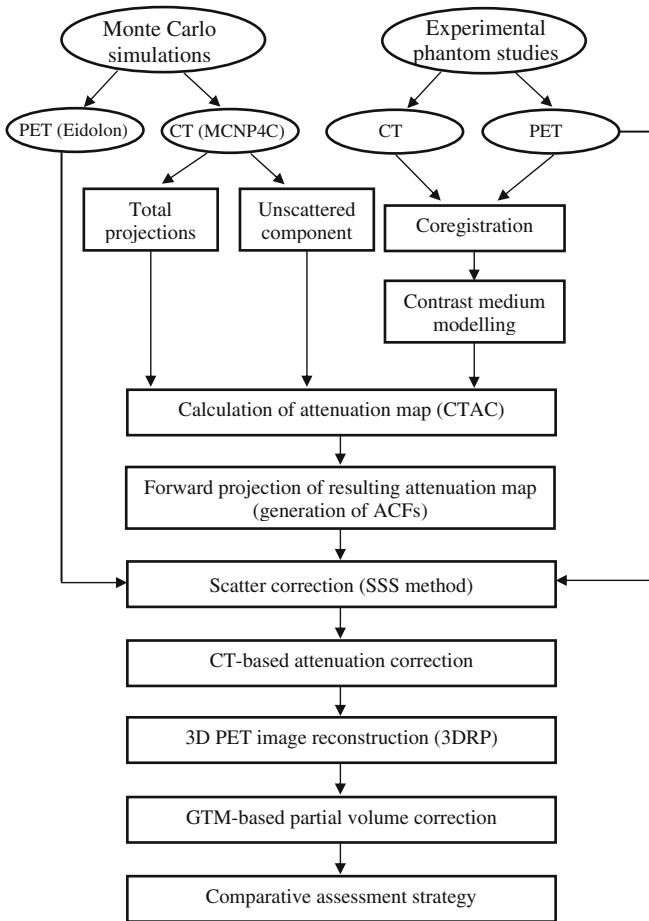 Monte Carlo
simulations
Experimental
phantom studies
PET (Eidolon)
CT (MCNP4C)
CT
PET
Total
projections
Unscattered
component
Coregistration
Contrast medium
modelling
Calculation of attenuation map (CTAC)
Forward projection of resulting attenuation map
(generation of ACFs)
Scatter correction (SSS method)
CT-based attenuation correction
3D PET image reconstruction (3DRP)
GTM-based partial volume correction
Comparative assessment strategy